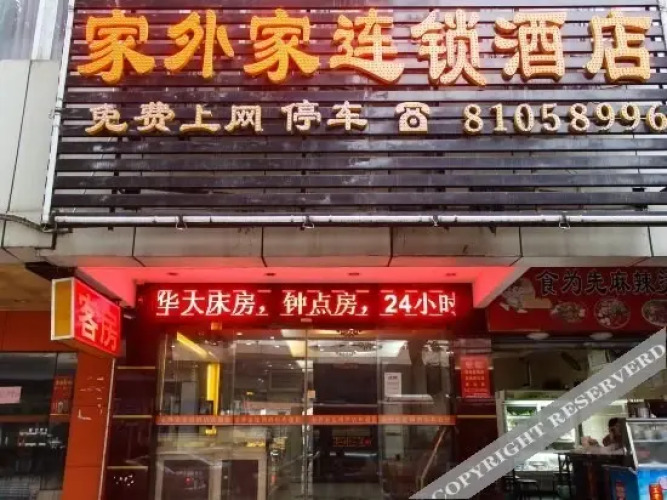 家外家连锁酒店
免费上网 停车 ☎ 81058996
华大床房，钟点房，24小时
客房
食为先麻辣
COPYRIGHT RESERVED